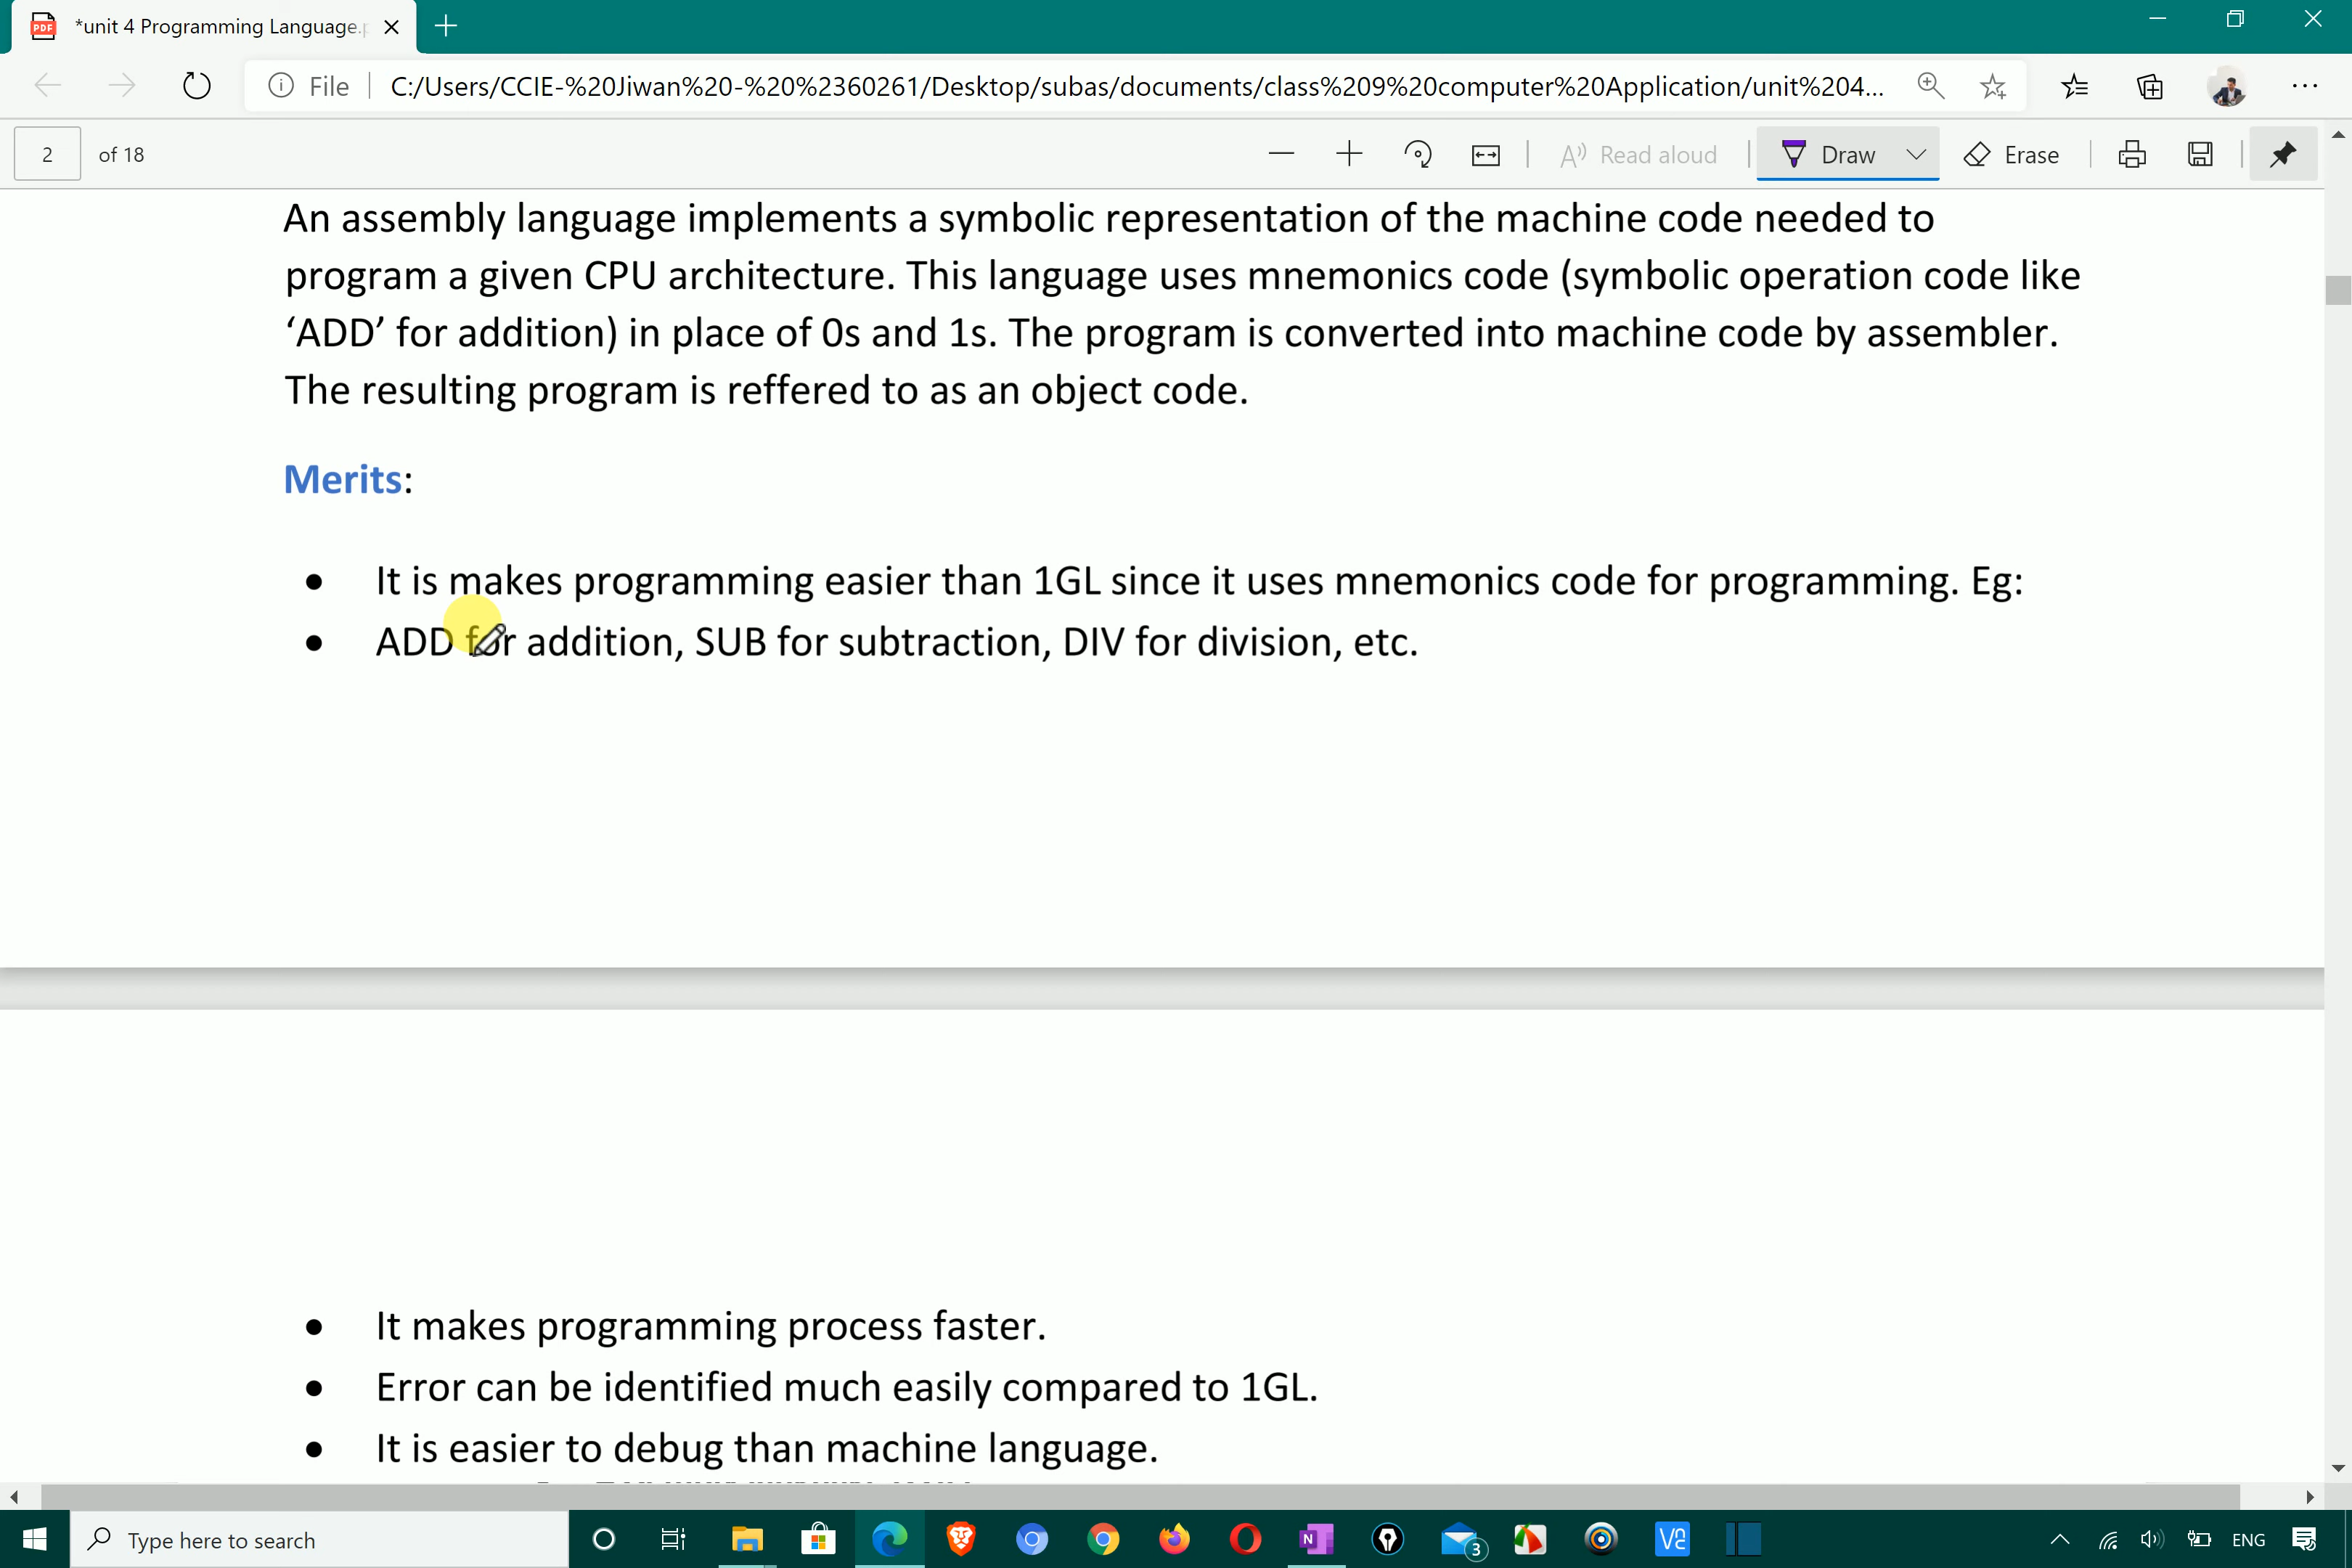 *unit 4 Programming Language.p
File
C:/Users/CCIE-%20Jiwan%20-%20%2360261/Desktop/subas/documents/class%209%20computer%20Application/unit%204...
2 of 18
Read aloud
Draw
Erase
An assembly language implements a symbolic representation of the machine code needed to
program a given CPU architecture. This language uses mnemonics code (symbolic operation code like
‘ADD’ for addition) in place of 0s and 1s. The program is converted into machine code by assembler.
The resulting program is reffered to as an object code.
Merits:
• It is makes programming easier than 1GL since it uses mnemonics code for programming. Eg:
• ADD for addition, SUB for subtraction, DIV for division, etc.
• It makes programming process faster.
• Error can be identified much easily compared to 1GL.
• It is easier to debug than machine language.
Type here to search
3
ENG